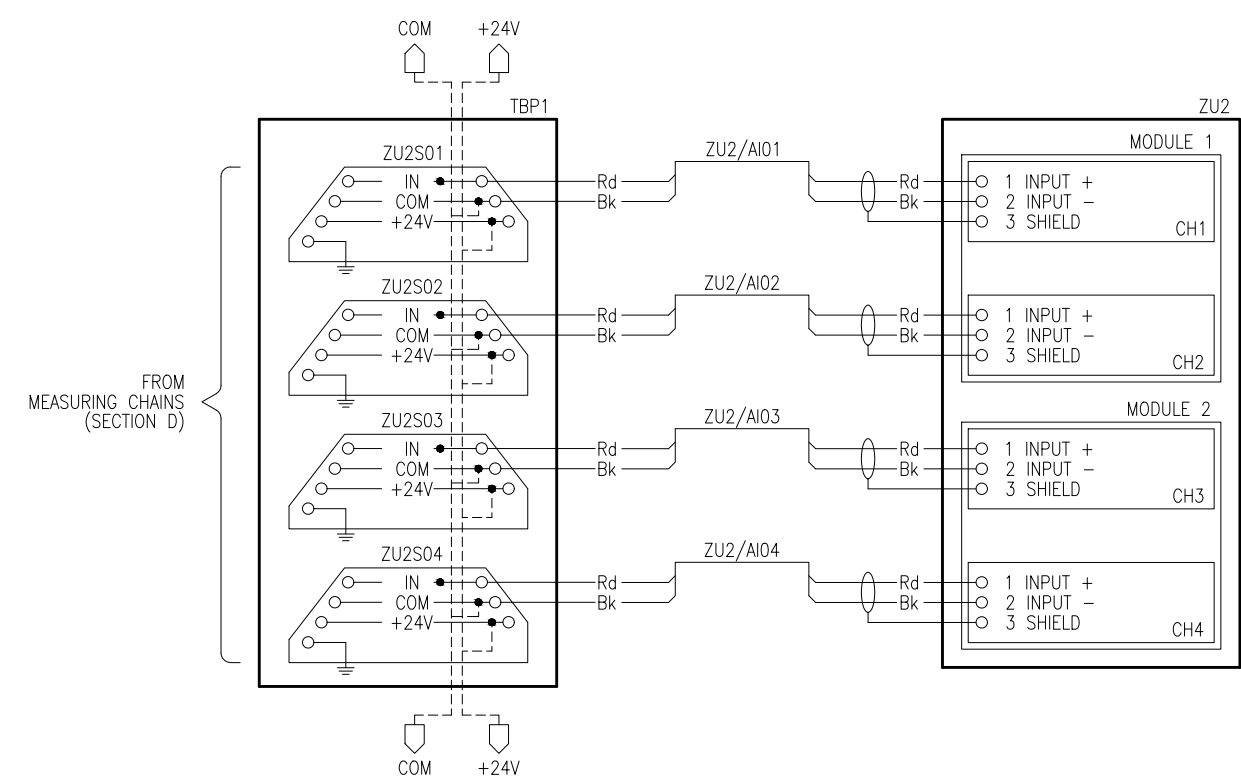 COM +24V
TBP1 ZU2
ZU2S01 ZU2/AI01 MODULE 1
IN Rd Rd 1 INPUT +
COM Bk Bk 2 INPUT -
+24V 3 SHIELD
CH1
ZU2S02 ZU2/AI02
IN Rd Rd 1 INPUT +
COM Bk Bk 2 INPUT -
+24V 3 SHIELD
CH2
FROM
MEASURING CHAINS
(SECTION D)
ZU2S03 ZU2/AI03 MODULE 2
IN Rd Rd 1 INPUT +
COM Bk Bk 2 INPUT -
+24V 3 SHIELD
CH3
ZU2S04 ZU2/AI04
IN Rd Rd 1 INPUT +
COM Bk Bk 2 INPUT -
+24V 3 SHIELD
CH4
COM +24V